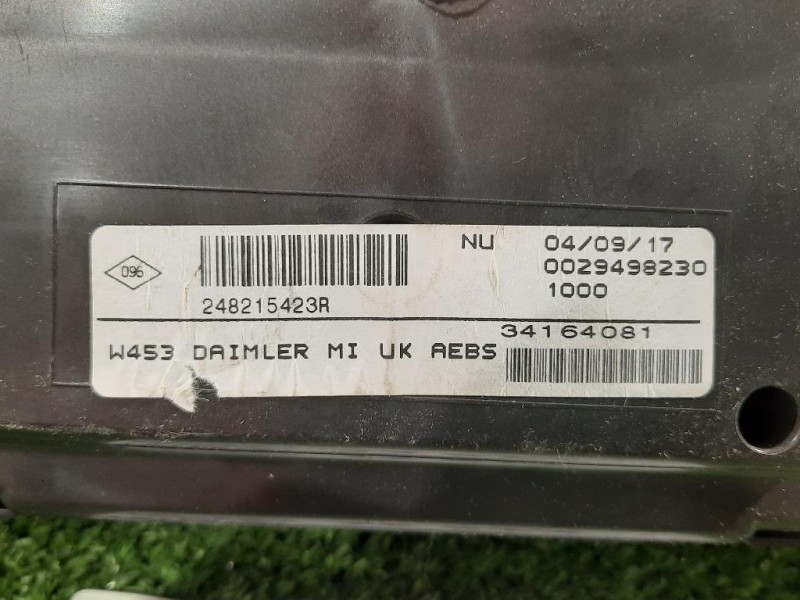 096
248215423R
NU 04/09/17
0029498230
1000
34164081
W453 DAIMLER MI UK AEBS